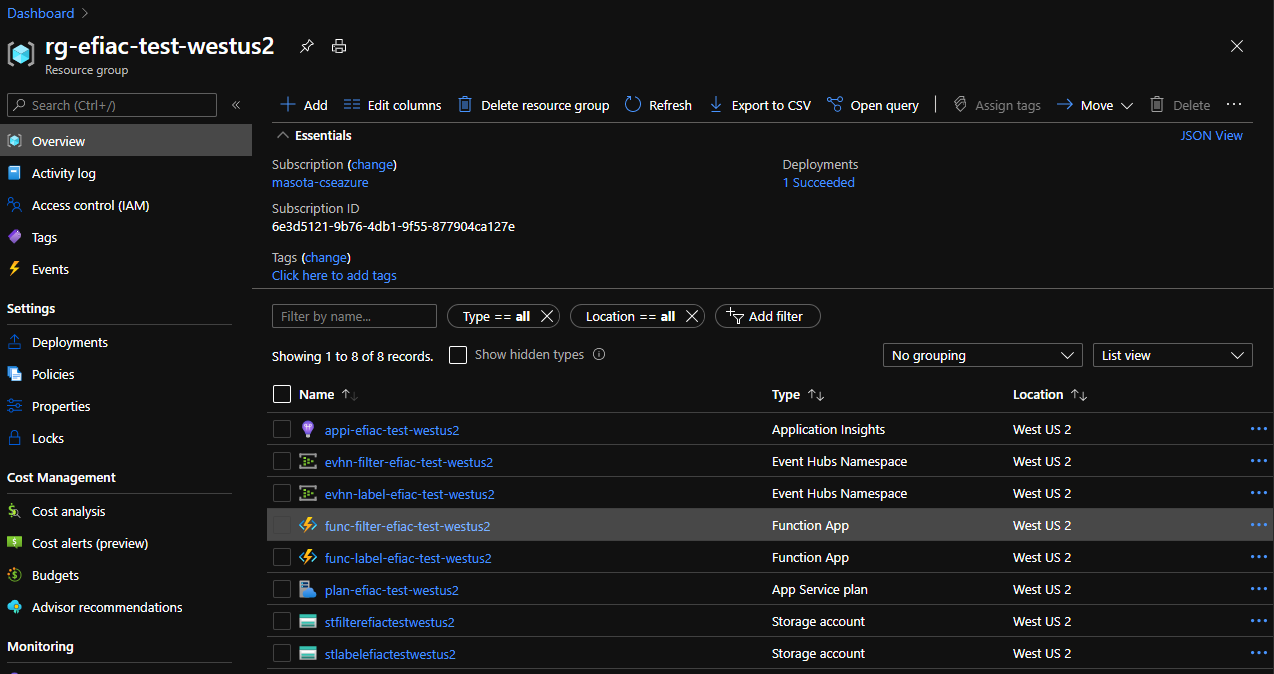 Dashboard >
rg-efiac-test-westus2
Resource group
Search (Ctrl+/)
«
Overview
Activity log
Access control (IAM)
Tags
Events
Settings
Deployments
Policies
Properties
Locks
Cost Management
Cost analysis
Cost alerts (preview)
Budgets
Advisor recommendations
Monitoring
Add Edit columns Delete resource group Refresh Export to CSV Open query Assign tags Move Delete ...
Essentials JSON View
Subscription (change) Deployments
masota-cseazure 1 Succeeded
Subscription ID
6e3d5121-9b76-4db1-9f55-877904ca127e
Tags (change)
Click here to add tags
Filter by name... Type == all Location == all Add filter
Showing 1 to 8 of 8 records. Show hidden types No grouping List view
Name Type Location
appi-efiac-test-westus2 Application Insights West US 2 ...
evhn-filter-efiac-test-westus2 Event Hubs Namespace West US 2 ...
evhn-label-efiac-test-westus2 Event Hubs Namespace West US 2 ...
func-filter-efiac-test-westus2 Function App West US 2 ...
func-label-efiac-test-westus2 Function App West US 2 ...
plan-efiac-test-westus2 App Service plan West US 2 ...
stfilterefiactestwestus2 Storage account West US 2 ...
stlabelefiactestwestus2 Storage account West US 2 ...